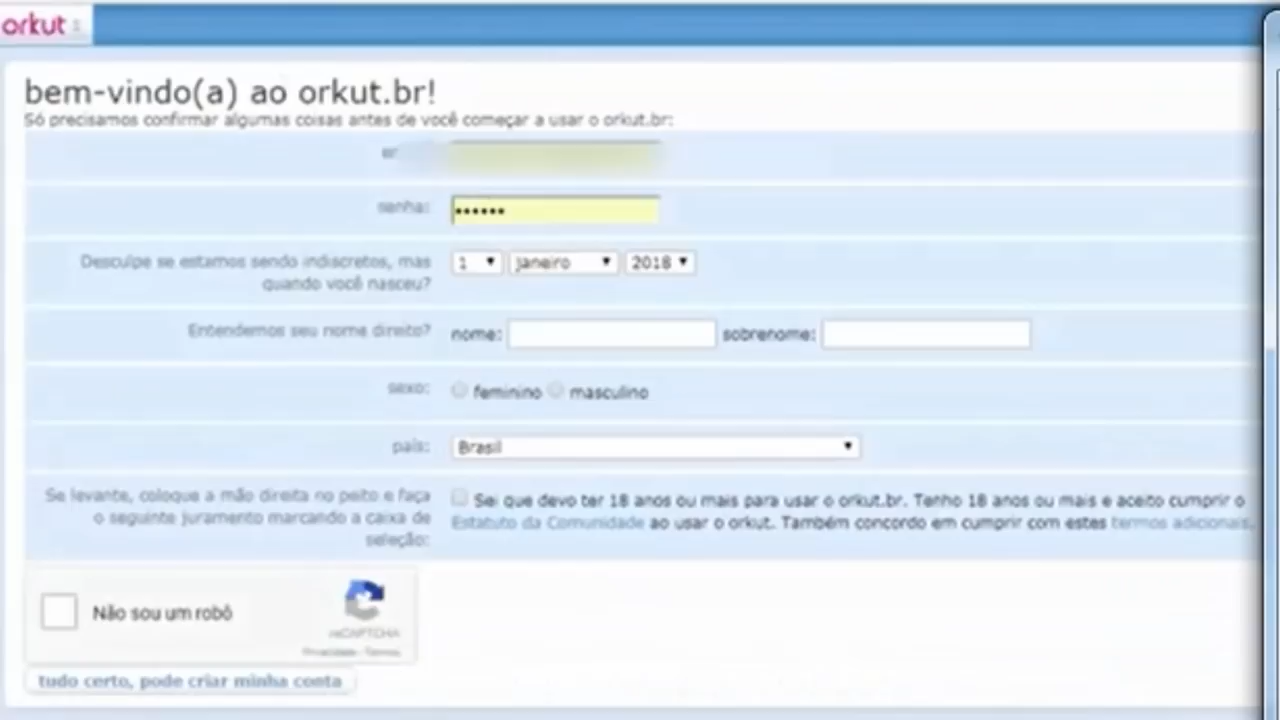 orkut
bem-vindo(a) ao orkut.br!
Só precisamos confirmar algumas coisas antes de você começar a usar o orkut.br:
senha: ••••••
Desculpe se estamos sendo indiscretos, mas
quando você nasceu?
1 janeiro 2018
Entendemos seu nome direito? nome: sobrenome:
sexo: feminino masculino
país: Brasil
Se levante, coloque a mão direita no peito e faça
o seguinte juramento marcando a caixa de
seleção:
Sei que devo ter 18 anos ou mais para usar o orkut.br. Tenho 18 anos ou mais e aceito cumprir o
Estatuto da Comunidade ao usar o orkut. Também concordo em cumprir com estes termos adicionais.
Não sou um robô
reCAPTCHA
Privacidade - Termos
tudo certo, pode criar minha conta